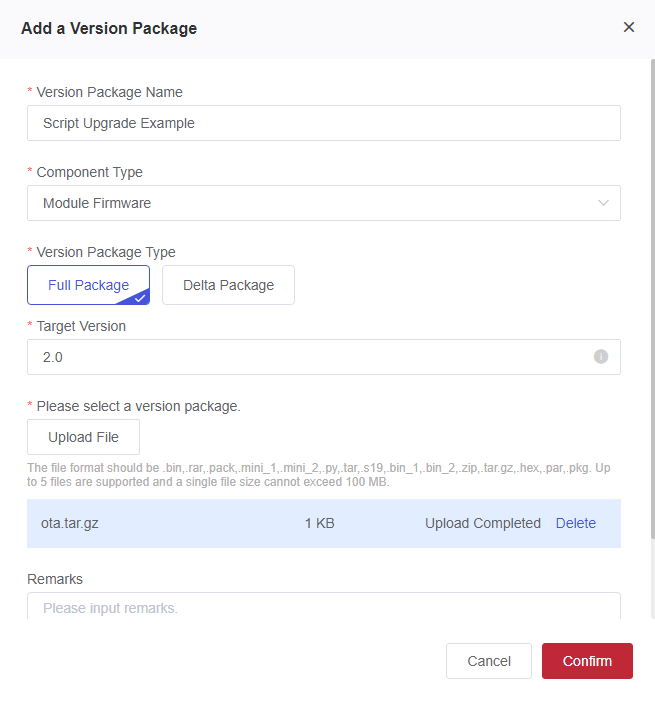 Add a Version Package
* Version Package Name
Script Upgrade Example
* Component Type
Module Firmware
* Version Package Type
Full Package
Delta Package
* Target Version
2.0
* Please select a version package.
Upload File
The file format should be .bin,.rar,.pack,.mini_1,.mini_2,.py,.tar,.s19,.bin_1,.bin_2,.zip,.tar.gz,.hex,.par,.pkg. Up
to 5 files are supported and a single file size cannot exceed 100 MB.
ota.tar.gz 1 KB Upload Completed Delete
Remarks
Please input remarks.
Cancel
Confirm